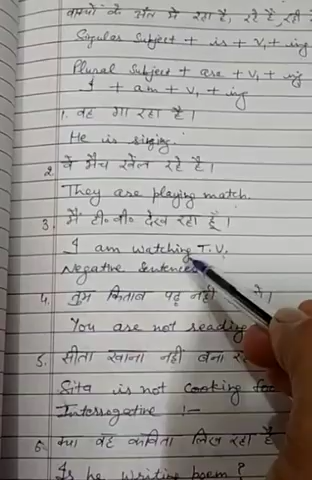 वाक्यों के अंत में रहा है, रहे हैं, रही
Singular Subject + is + V₁ + ing
Plural Subject + are + V₁ + ing
I + am + V₁ + ing
1. वह गा रहा है।
He is singing.
2 वे मैच खेल रहे है।
They are playing match.
3. मैं टी० वी० देख रहा हूँ।
I am watching T.V.
Negative Sentences
4. तुम किताब पढ़ नहीं
You are not reading
5. सीता खाना नहीं बना
Sita is not cooking
Interrogative :-
6. क्या वह कविता लिख रहा है
Is he writing poem?